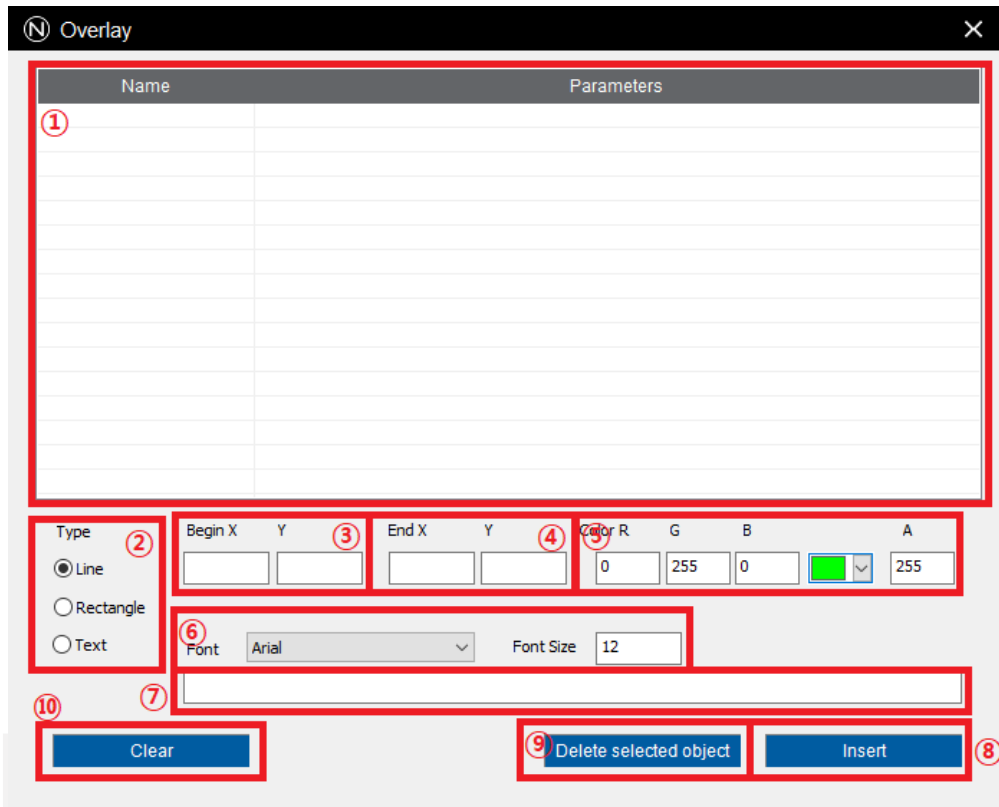 N Overlay
Name Parameters
①
Type ② Begin X Y ③ End X Y ④ Color R ⑤ G B A
Line 0 255 0 255
Rectangle
Text ⑥ Font Arial Font Size 12
⑦
⑩
Clear ⑨ Delete selected object Insert ⑧